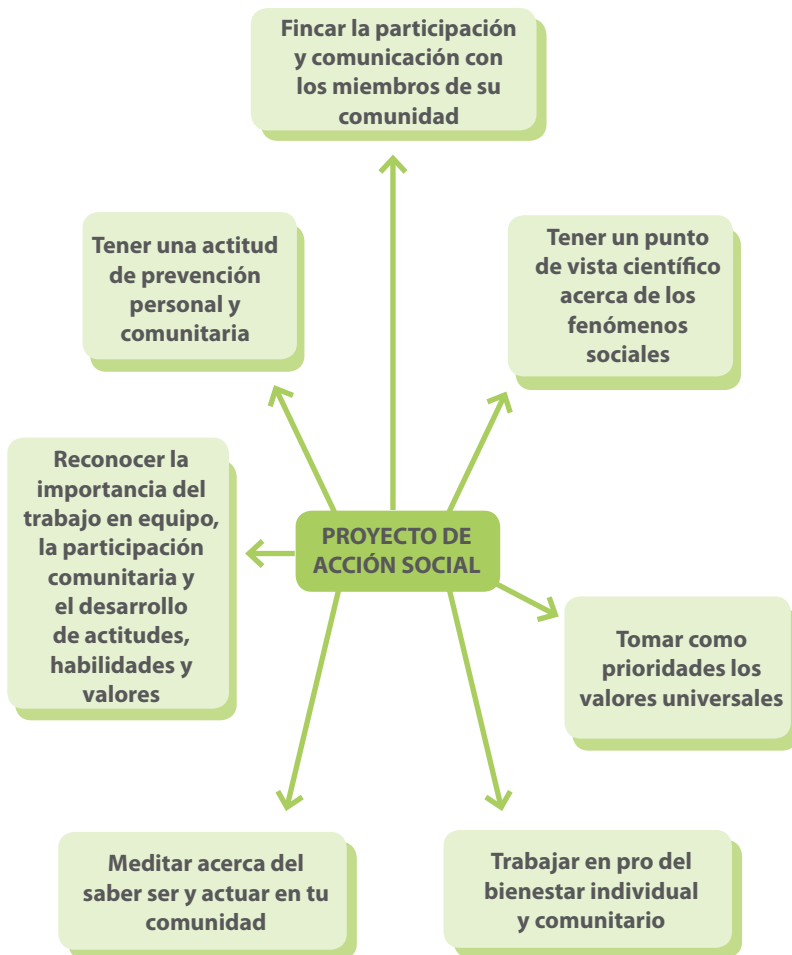 Fincar la participación
y comunicación con
los miembros de su
comunidad
Tener una actitud
de prevención
personal y
comunitaria
Tener un punto
de vista científico
acerca de los
fenómenos
sociales
Reconocer la
importancia del
trabajo en equipo,
la participación
comunitaria y
el desarrollo
de actitudes,
habilidades y
valores
PROYECTO DE
ACCIÓN SOCIAL
Tomar como
prioridades los
valores universales
Meditar acerca del
saber ser y actuar en tu
comunidad
Trabajar en pro del
bienestar individual
y comunitario